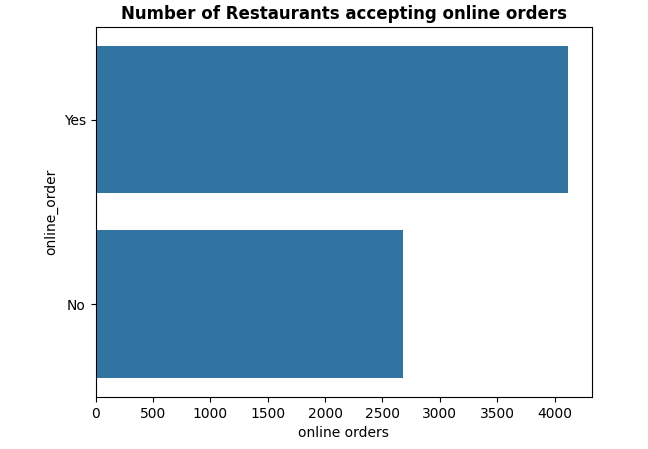 Number of Restaurants accepting online orders
Yes
No
online_order
0 500 1000 1500 2000 2500 3000 3500 4000
online orders